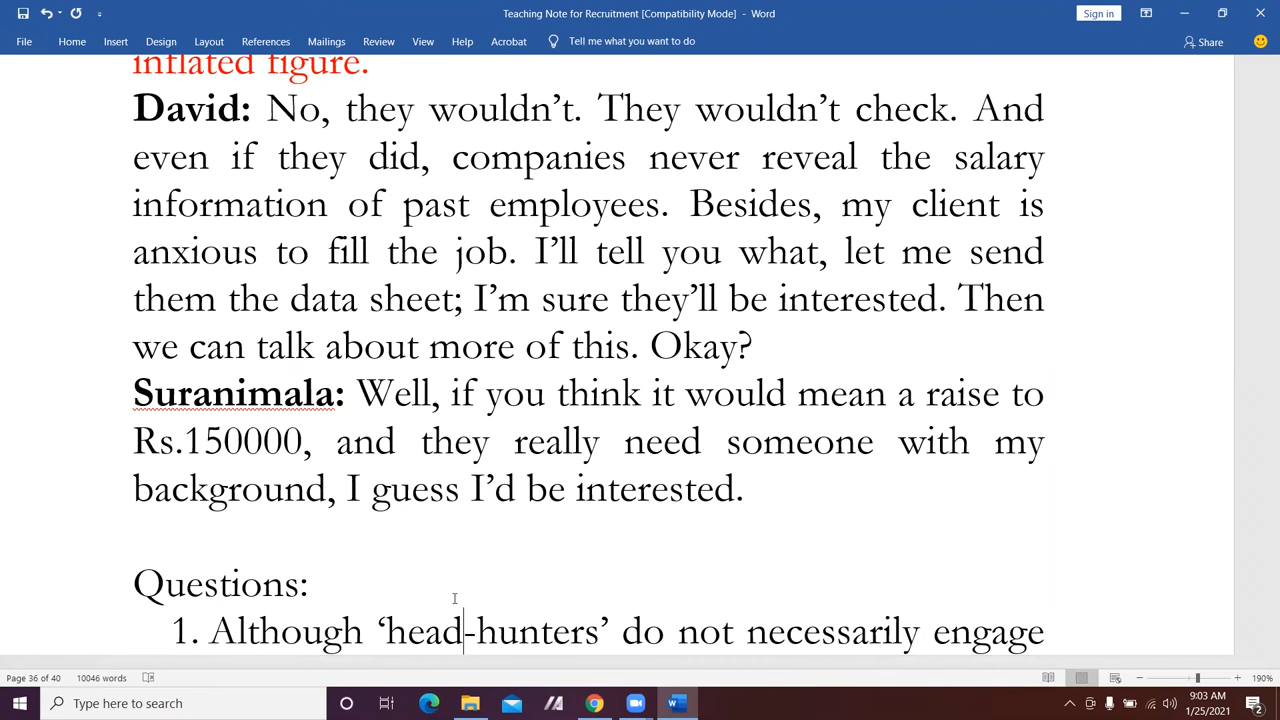 Teaching Note for Recruitment [Compatibility Mode] - Word
Sign in
File Home Insert Design Layout References Mailings Review View Help Acrobat Tell me what you want to do Share
inflated figure.
David: No, they wouldn’t. They wouldn’t check. And
even if they did, companies never reveal the salary
information of past employees. Besides, my client is
anxious to fill the job. I’ll tell you what, let me send
them the data sheet; I’m sure they’ll be interested. Then
we can talk about more of this. Okay?
Suranimala: Well, if you think it would mean a raise to
Rs.150000, and they really need someone with my
background, I guess I’d be interested.
Questions:
1. Although ‘head-hunters’ do not necessarily engage
Page 36 of 40 10046 words 190%
Type here to search
9:03 AM
1/25/2021
2